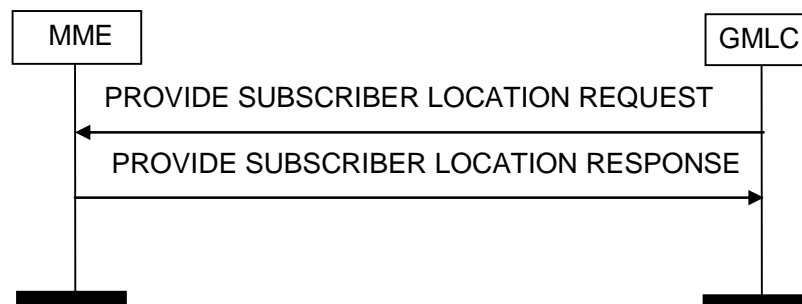 MME
GMLC
PROVIDE SUBSCRIBER LOCATION REQUEST
PROVIDE SUBSCRIBER LOCATION RESPONSE